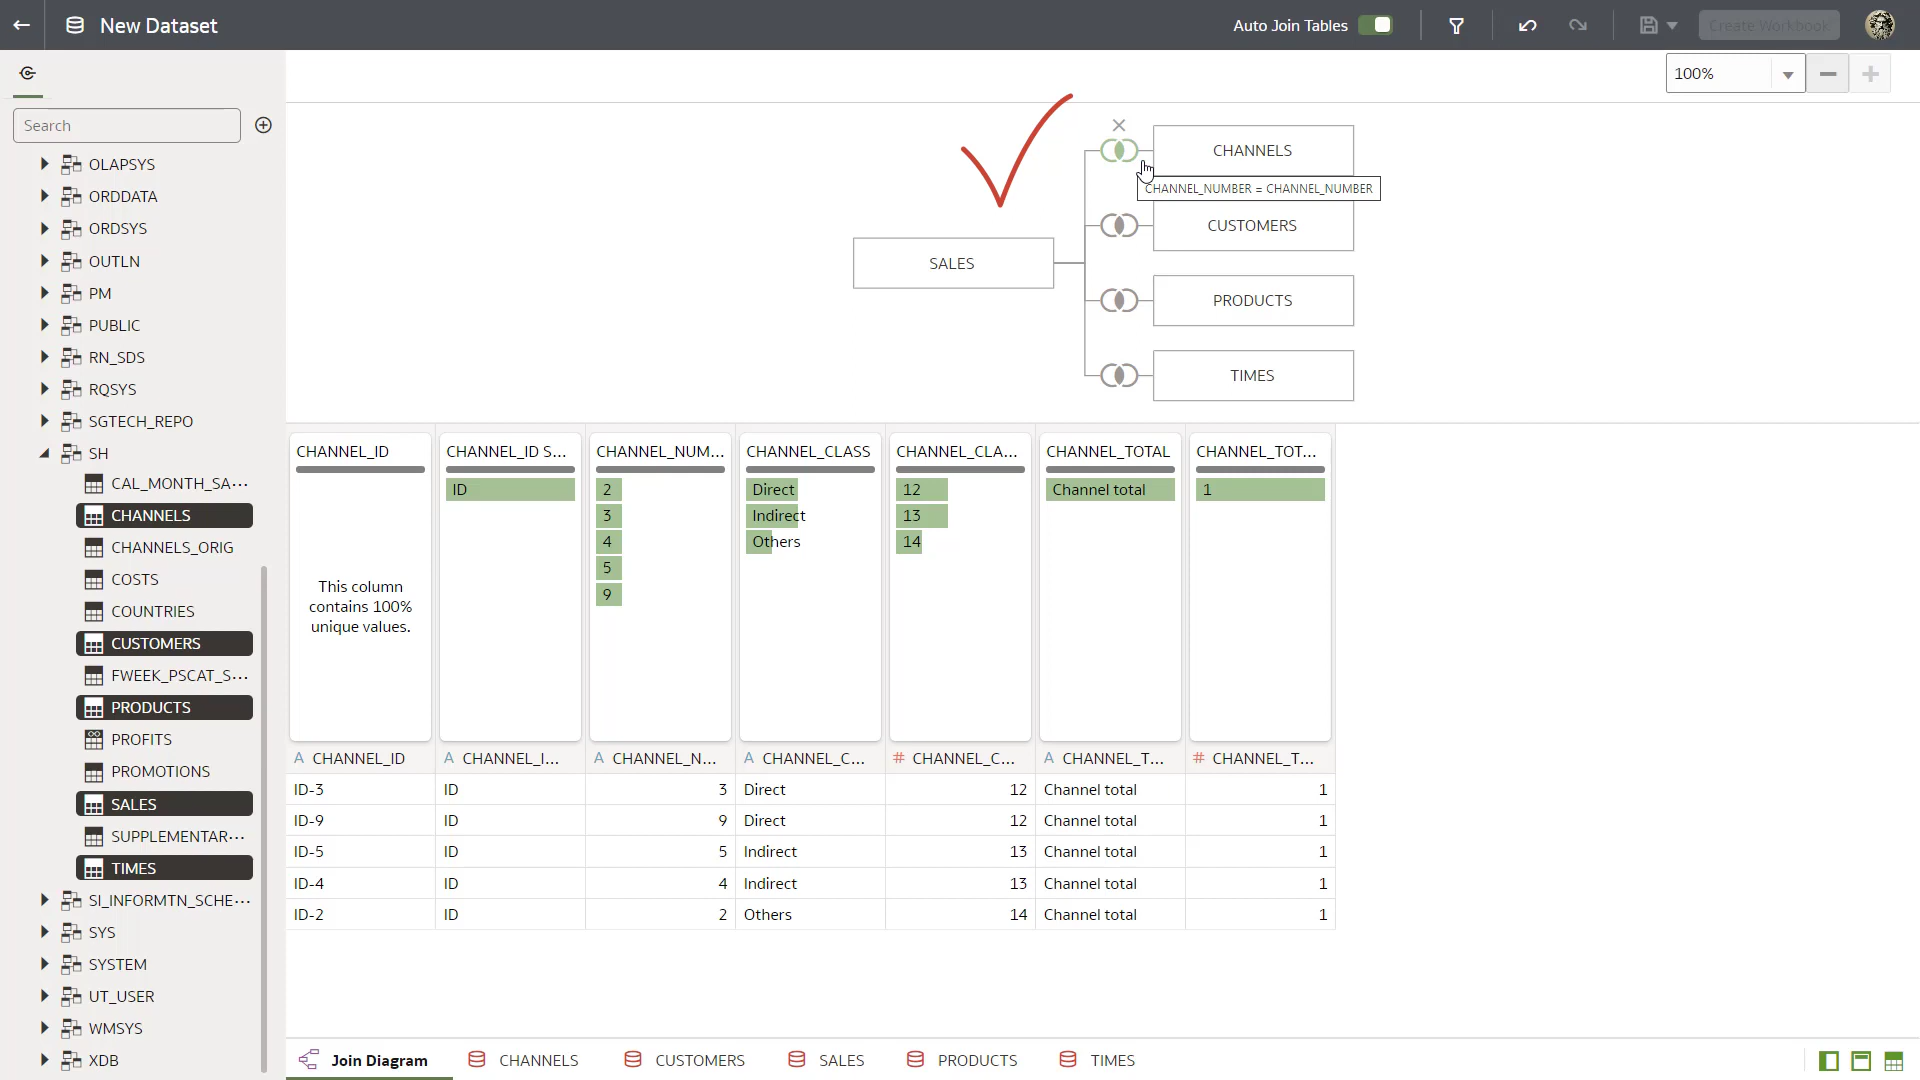 New Dataset
Auto Join Tables
Create Workbook
100%
Search
OLAPSYS
ORDDATA
ORDSYS
OUTLN
PM
PUBLIC
RN_SDS
RQSYS
SGTECH_REPO
SH
CAL_MONTH_SA...
CHANNELS
CHANNELS_ORIG
COSTS
COUNTRIES
CUSTOMERS
FWEEK_PSCAT_S...
PRODUCTS
PROFITS
PROMOTIONS
SALES
SUPPLEMENTAR...
TIMES
SI_INFORMTN_SCHE...
SYS
SYSTEM
UT_USER
WMSYS
XDB
SALES
CHANNELS
CHANNEL_NUMBER = CHANNEL_NUMBER
CUSTOMERS
PRODUCTS
TIMES
CHANNEL_ID CHANNEL_ID S... CHANNEL_NUM... CHANNEL_CLASS CHANNEL_CLA... CHANNEL_TOTAL CHANNEL_TOT...
This column
contains 100%
unique values.
ID
2
3
4
5
9
Direct
Indirect
Others
12
13
14
Channel total
1
A CHANNEL_ID A CHANNEL_I... A CHANNEL_N... A CHANNEL_C... # CHANNEL_C... A CHANNEL_T... # CHANNEL_T...
ID-3 ID 3 Direct 12 Channel total 1
ID-9 ID 9 Direct 12 Channel total 1
ID-5 ID 5 Indirect 13 Channel total 1
ID-4 ID 4 Indirect 13 Channel total 1
ID-2 ID 2 Others 14 Channel total 1
Join Diagram CHANNELS CUSTOMERS SALES PRODUCTS TIMES